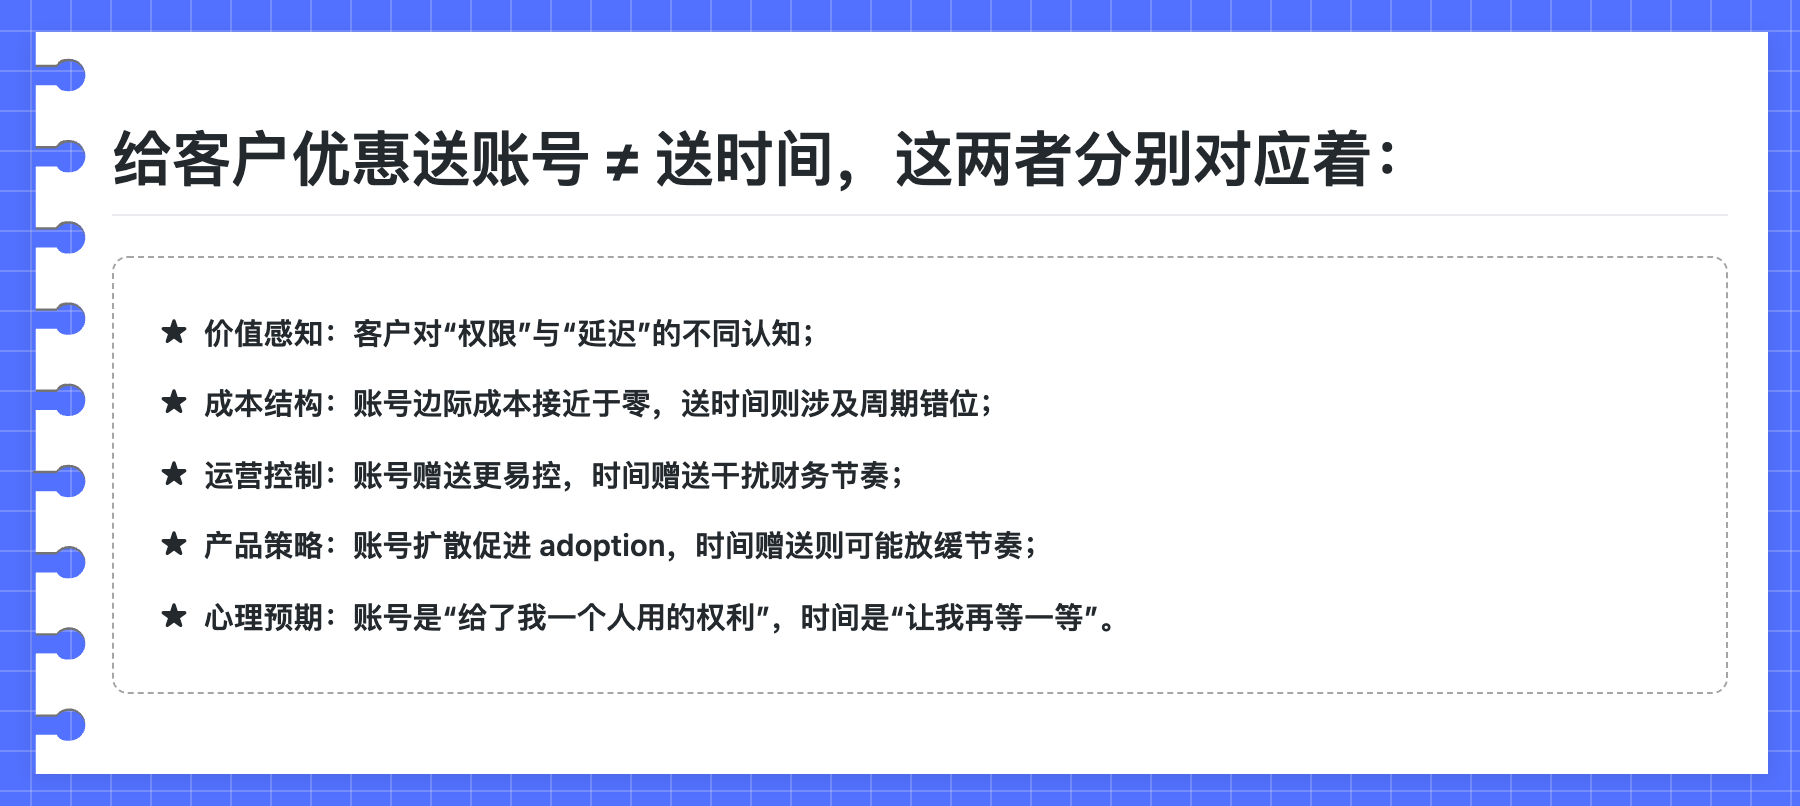 给客户优惠送账号 ≠ 送时间，这两者分别对应着：
★ 价值感知：客户对“权限”与“延迟”的不同认知；
★ 成本结构：账号边际成本接近于零，送时间则涉及周期错位；
★ 运营控制：账号赠送更易控，时间赠送干扰财务节奏；
★ 产品策略：账号扩散促进 adoption，时间赠送则可能放缓节奏；
★ 心理预期：账号是“给了我一个人用的权利”，时间是“让我再等一等”。